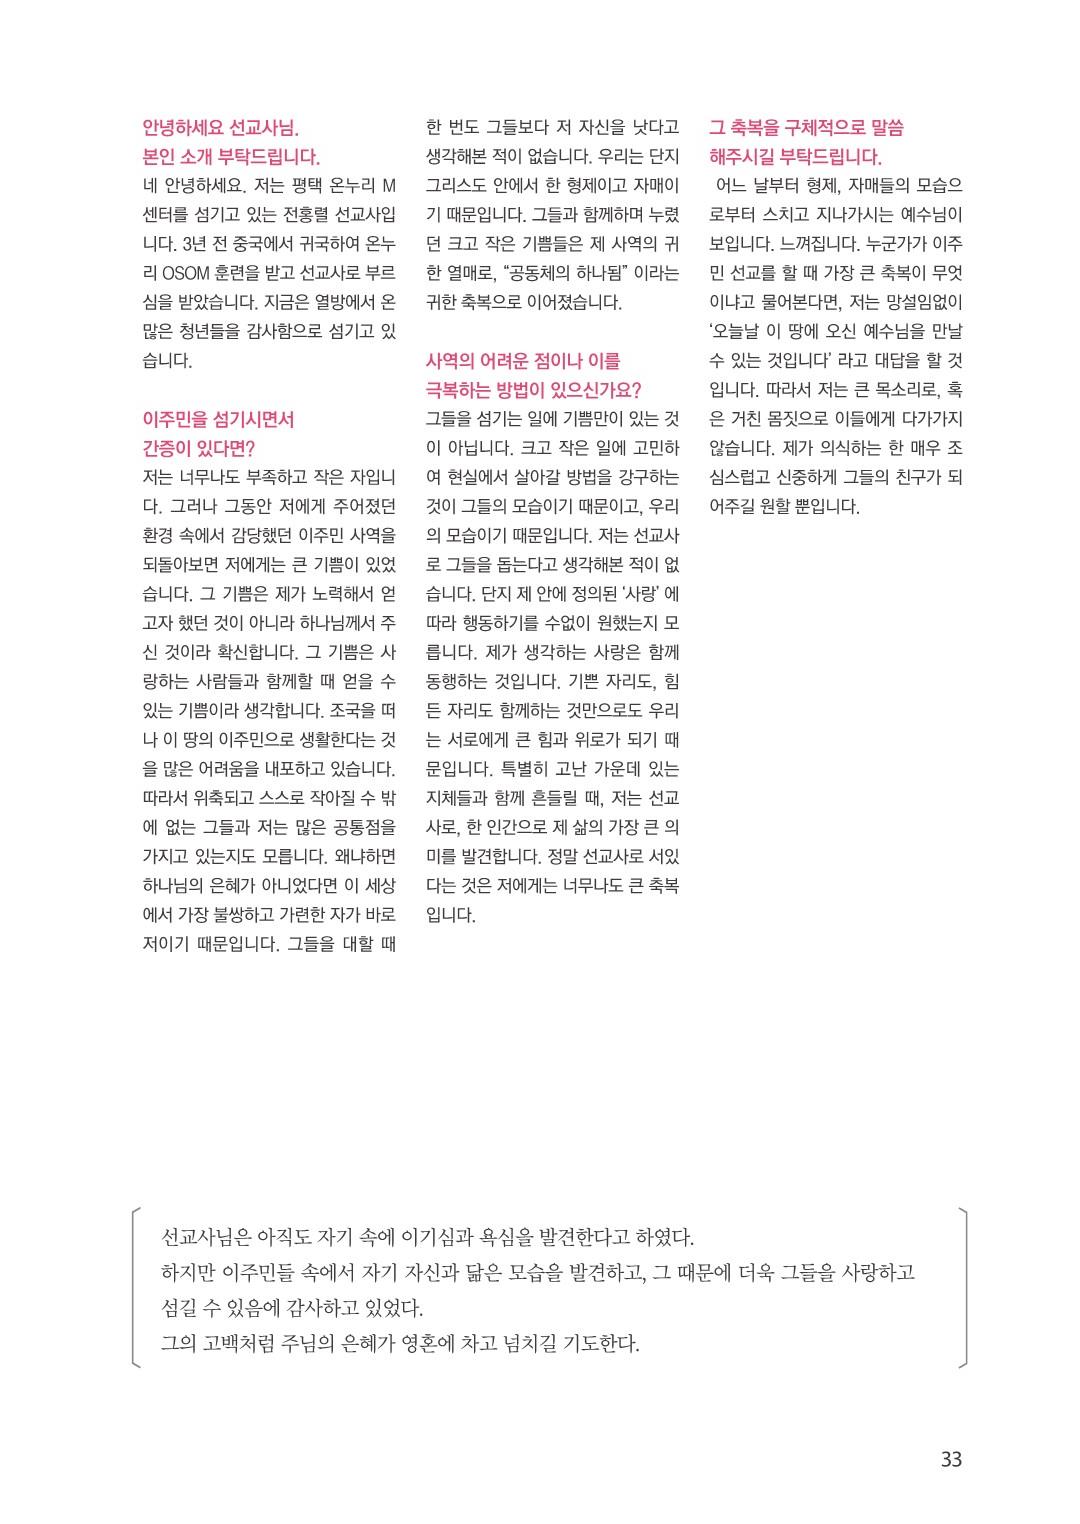 안녕하세요 선교사님.
본인 소개 부탁드립니다.
네 안녕하세요. 저는 평택 온누리 M
센터를 섬기고 있는 전홍렬 선교사입
니다. 3년 전 중국에서 귀국하여 온누
리 OSOM 훈련을 받고 선교사로 부르
심을 받았습니다. 지금은 열방에서 온
많은 청년들을 감사함으로 섬기고 있
습니다.
이주민을 섬기시면서
간증이 있다면?
저는 너무나도 부족하고 작은 자입니
다. 그러나 그동안 저에게 주어졌던
환경 속에서 감당했던 이주민 사역을
되돌아보면 저에게는 큰 기쁨이 있었
습니다. 그 기쁨은 제가 노력해서 얻
고자 했던 것이 아니라 하나님께서 주
신 것이라 확신합니다. 그 기쁨은 사
랑하는 사람들과 함께할 때 얻을 수
있는 기쁨이라 생각합니다. 조국을 떠
나 이 땅의 이주민으로 생활한다는 것
을 많은 어려움을 내포하고 있습니다.
따라서 위축되고 스스로 작아질 수 밖
에 없는 그들과 저는 많은 공통점을
가지고 있는지도 모릅니다. 왜냐하면
하나님의 은혜가 아니었다면 이 세상
에서 가장 불쌍하고 가련한 자가 바로
저이기 때문입니다. 그들을 대할 때
한 번도 그들보다 저 자신을 낫다고
생각해본 적이 없습니다. 우리는 단지
그리스도 안에서 한 형제이고 자매이
기 때문입니다. 그들과 함께하며 누렸
던 크고 작은 기쁨들은 제 사역의 귀
한 열매로, “공동체의 하나됨” 이라는
귀한 축복으로 이어졌습니다.
사역의 어려운 점이나 이를
극복하는 방법이 있으신가요?
그들을 섬기는 일에 기쁨만이 있는 것
이 아닙니다. 크고 작은 일에 고민하
여 현실에서 살아갈 방법을 강구하는
것이 그들의 모습이기 때문이고, 우리
의 모습이기 때문입니다. 저는 선교사
로 그들을 돕는다고 생각해본 적이 없
습니다. 단지 제 안에 정의된 ‘사랑’ 에
따라 행동하기를 수없이 원했는지 모
릅니다. 제가 생각하는 사랑은 함께
동행하는 것입니다. 기쁜 자리도, 힘
든 자리도 함께하는 것만으로도 우리
는 서로에게 큰 힘과 위로가 되기 때
문입니다. 특별히 고난 가운데 있는
지체들과 함께 흔들릴 때, 저는 선교
사로, 한 인간으로 제 삶의 가장 큰 의
미를 발견합니다. 정말 선교사로 서있
다는 것은 저에게는 너무나도 큰 축복
입니다.
그 축복을 구체적으로 말씀
해주시길 부탁드립니다.
어느 날부터 형제, 자매들의 모습으
로부터 스치고 지나가시는 예수님이
보입니다. 느껴집니다. 누군가가 이주
민 선교를 할 때 가장 큰 축복이 무엇
이냐고 물어본다면, 저는 망설임없이
‘오늘날 이 땅에 오신 예수님을 만날
수 있는 것입니다’ 라고 대답을 할 것
입니다. 따라서 저는 큰 목소리로, 혹
은 거친 몸짓으로 이들에게 다가가지
않습니다. 제가 의식하는 한 매우 조
심스럽고 신중하게 그들의 친구가 되
어주길 원할 뿐입니다.
선교사님은 아직도 자기 속에 이기심과 욕심을 발견한다고 하였다.
하지만 이주민들 속에서 자기 자신과 닮은 모습을 발견하고, 그 때문에 더욱 그들을 사랑하고
섬길 수 있음에 감사하고 있었다.
그의 고백처럼 주님의 은혜가 영혼에 차고 넘치길 기도한다.
33